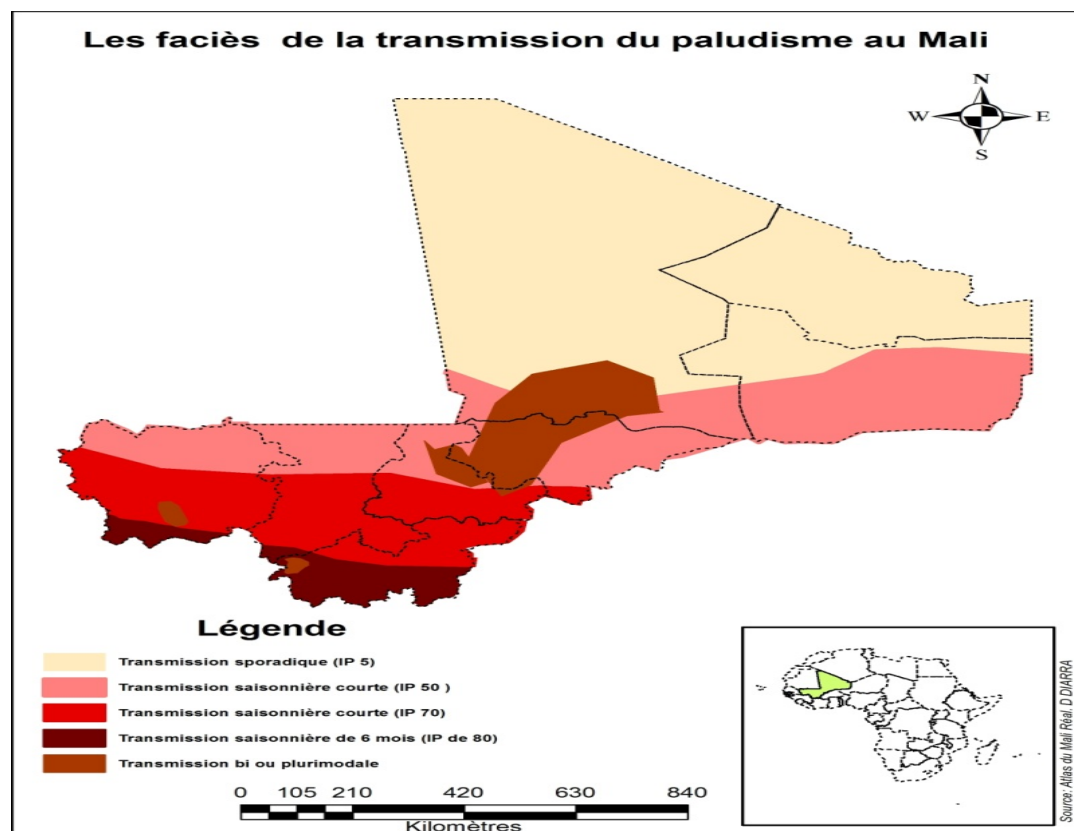 Les faciès de la transmission du paludisme au Mali
N
W E
S
Légende
Transmission sporadique (IP 5)
Transmission saisonnière courte (IP 50 )
Transmission saisonnière courte (IP 70)
Transmission saisonnière de 6 mois (IP de 80)
Transmission bi ou plurimodale
0 105 210 420 630 840
Kilomètres
Source: Atlas du Mali Réal. D DIARRA